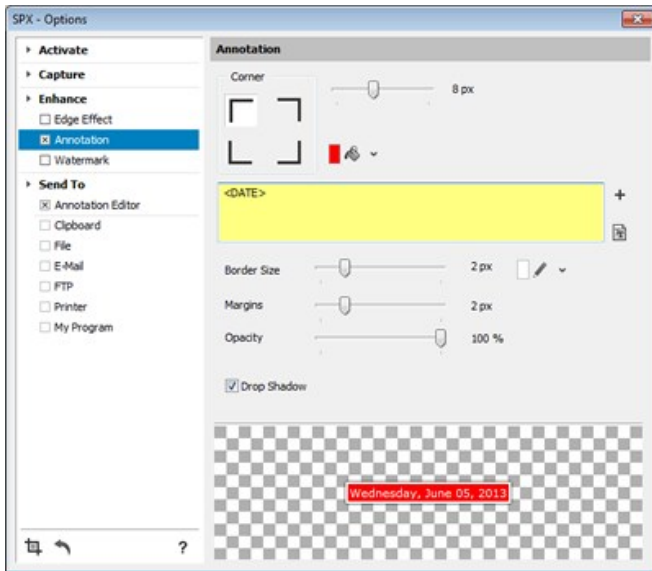 SPX - Options
Activate
Capture
Enhance
Edge Effect
Annotation
Watermark
Send To
Annotation Editor
Clipboard
File
E-Mail
FTP
Printer
My Program
?
Annotation
Corner
8 px
<DATE>
+
Border Size
2 px
Margins
2 px
Opacity
100 %
Drop Shadow
Wednesday, June 05, 2013